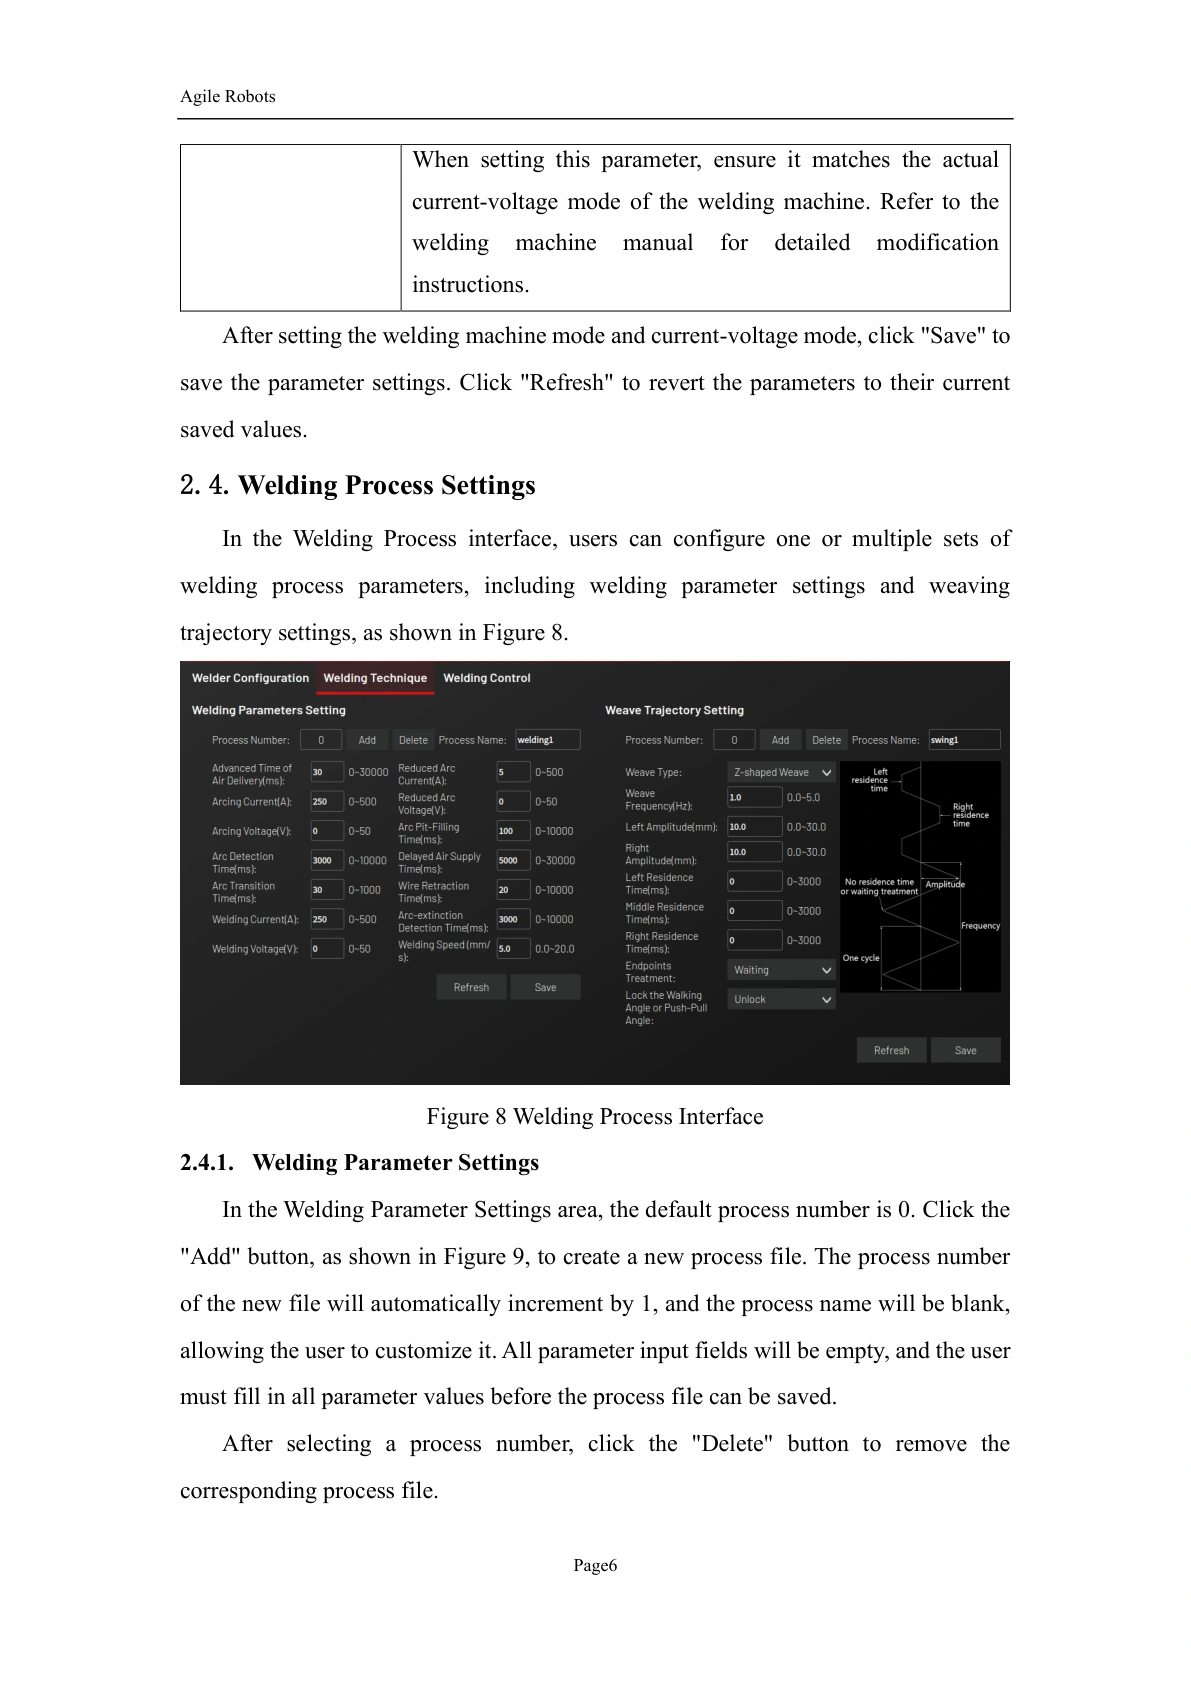 Agile Robots
When setting this parameter, ensure it matches the actual
current-voltage mode of the welding machine. Refer to the
welding machine manual for detailed modification
instructions.
After setting the welding machine mode and current-voltage mode, click "Save" to
save the parameter settings. Click "Refresh" to revert the parameters to their current
saved values.
2. 4. Welding Process Settings
In the Welding Process interface, users can configure one or multiple sets of
welding process parameters, including welding parameter settings and weaving
trajectory settings, as shown in Figure 8.
Welder Configuration Welding Technique Welding Control
Welding Parameters Setting
Process Number: 0 Add Delete Process Name: welding1
Advanced Time of
Air Delivery(ms): 30 0~30000
Reduced Arc
Current(A): 5 0~500
Arcing Current(A): 250 0~500
Reduced Arc
Voltage(V): 0 0~50
Arcing Voltage(V): 0 0~50
Arc Pit-Filling
Time(ms): 100 0~10000
Arc Detection
Time(ms): 3000 0~10000
Delayed Air Supply
Time(ms): 5000 0~30000
Arc Transition
Time(ms): 30 0~1000
Wire Retraction
Time(ms): 20 0~10000
Welding Current(A): 250 0~500
Arc-extinction
Detection Time(ms): 3000 0~10000
Welding Voltage(V): 0 0~50
Welding Speed(mm/
s): 5.0 0.0~20.0
Refresh Save
Weave Trajectory Setting
Process Number: 0 Add Delete Process Name: swing1
Weave Type: Z-shaped Weave
Weave
Frequency(Hz): 1.0 0.0~5.0
Left Amplitude(mm): 10.0 0.0~30.0
Right
Amplitude(mm): 10.0 0.0~30.0
Left Residence
Time(ms): 0 0~3000
Middle Residence
Time(ms): 0 0~3000
Right Residence
Time(ms): 0 0~3000
Endpoints
Treatment: Waiting
Lock the Walking
Angle or Push-Pull
Angle: Unlock
Left
residence
time
Right
residence
time
No residence time
or waiting treatment
Amplitude
Frequency
One cycle
Refresh Save
Figure 8 Welding Process Interface
2.4.1. Welding Parameter Settings
In the Welding Parameter Settings area, the default process number is 0. Click the
"Add" button, as shown in Figure 9, to create a new process file. The process number
of the new file will automatically increment by 1, and the process name will be blank,
allowing the user to customize it. All parameter input fields will be empty, and the user
must fill in all parameter values before the process file can be saved.
After selecting a process number, click the "Delete" button to remove the
corresponding process file.
Page6